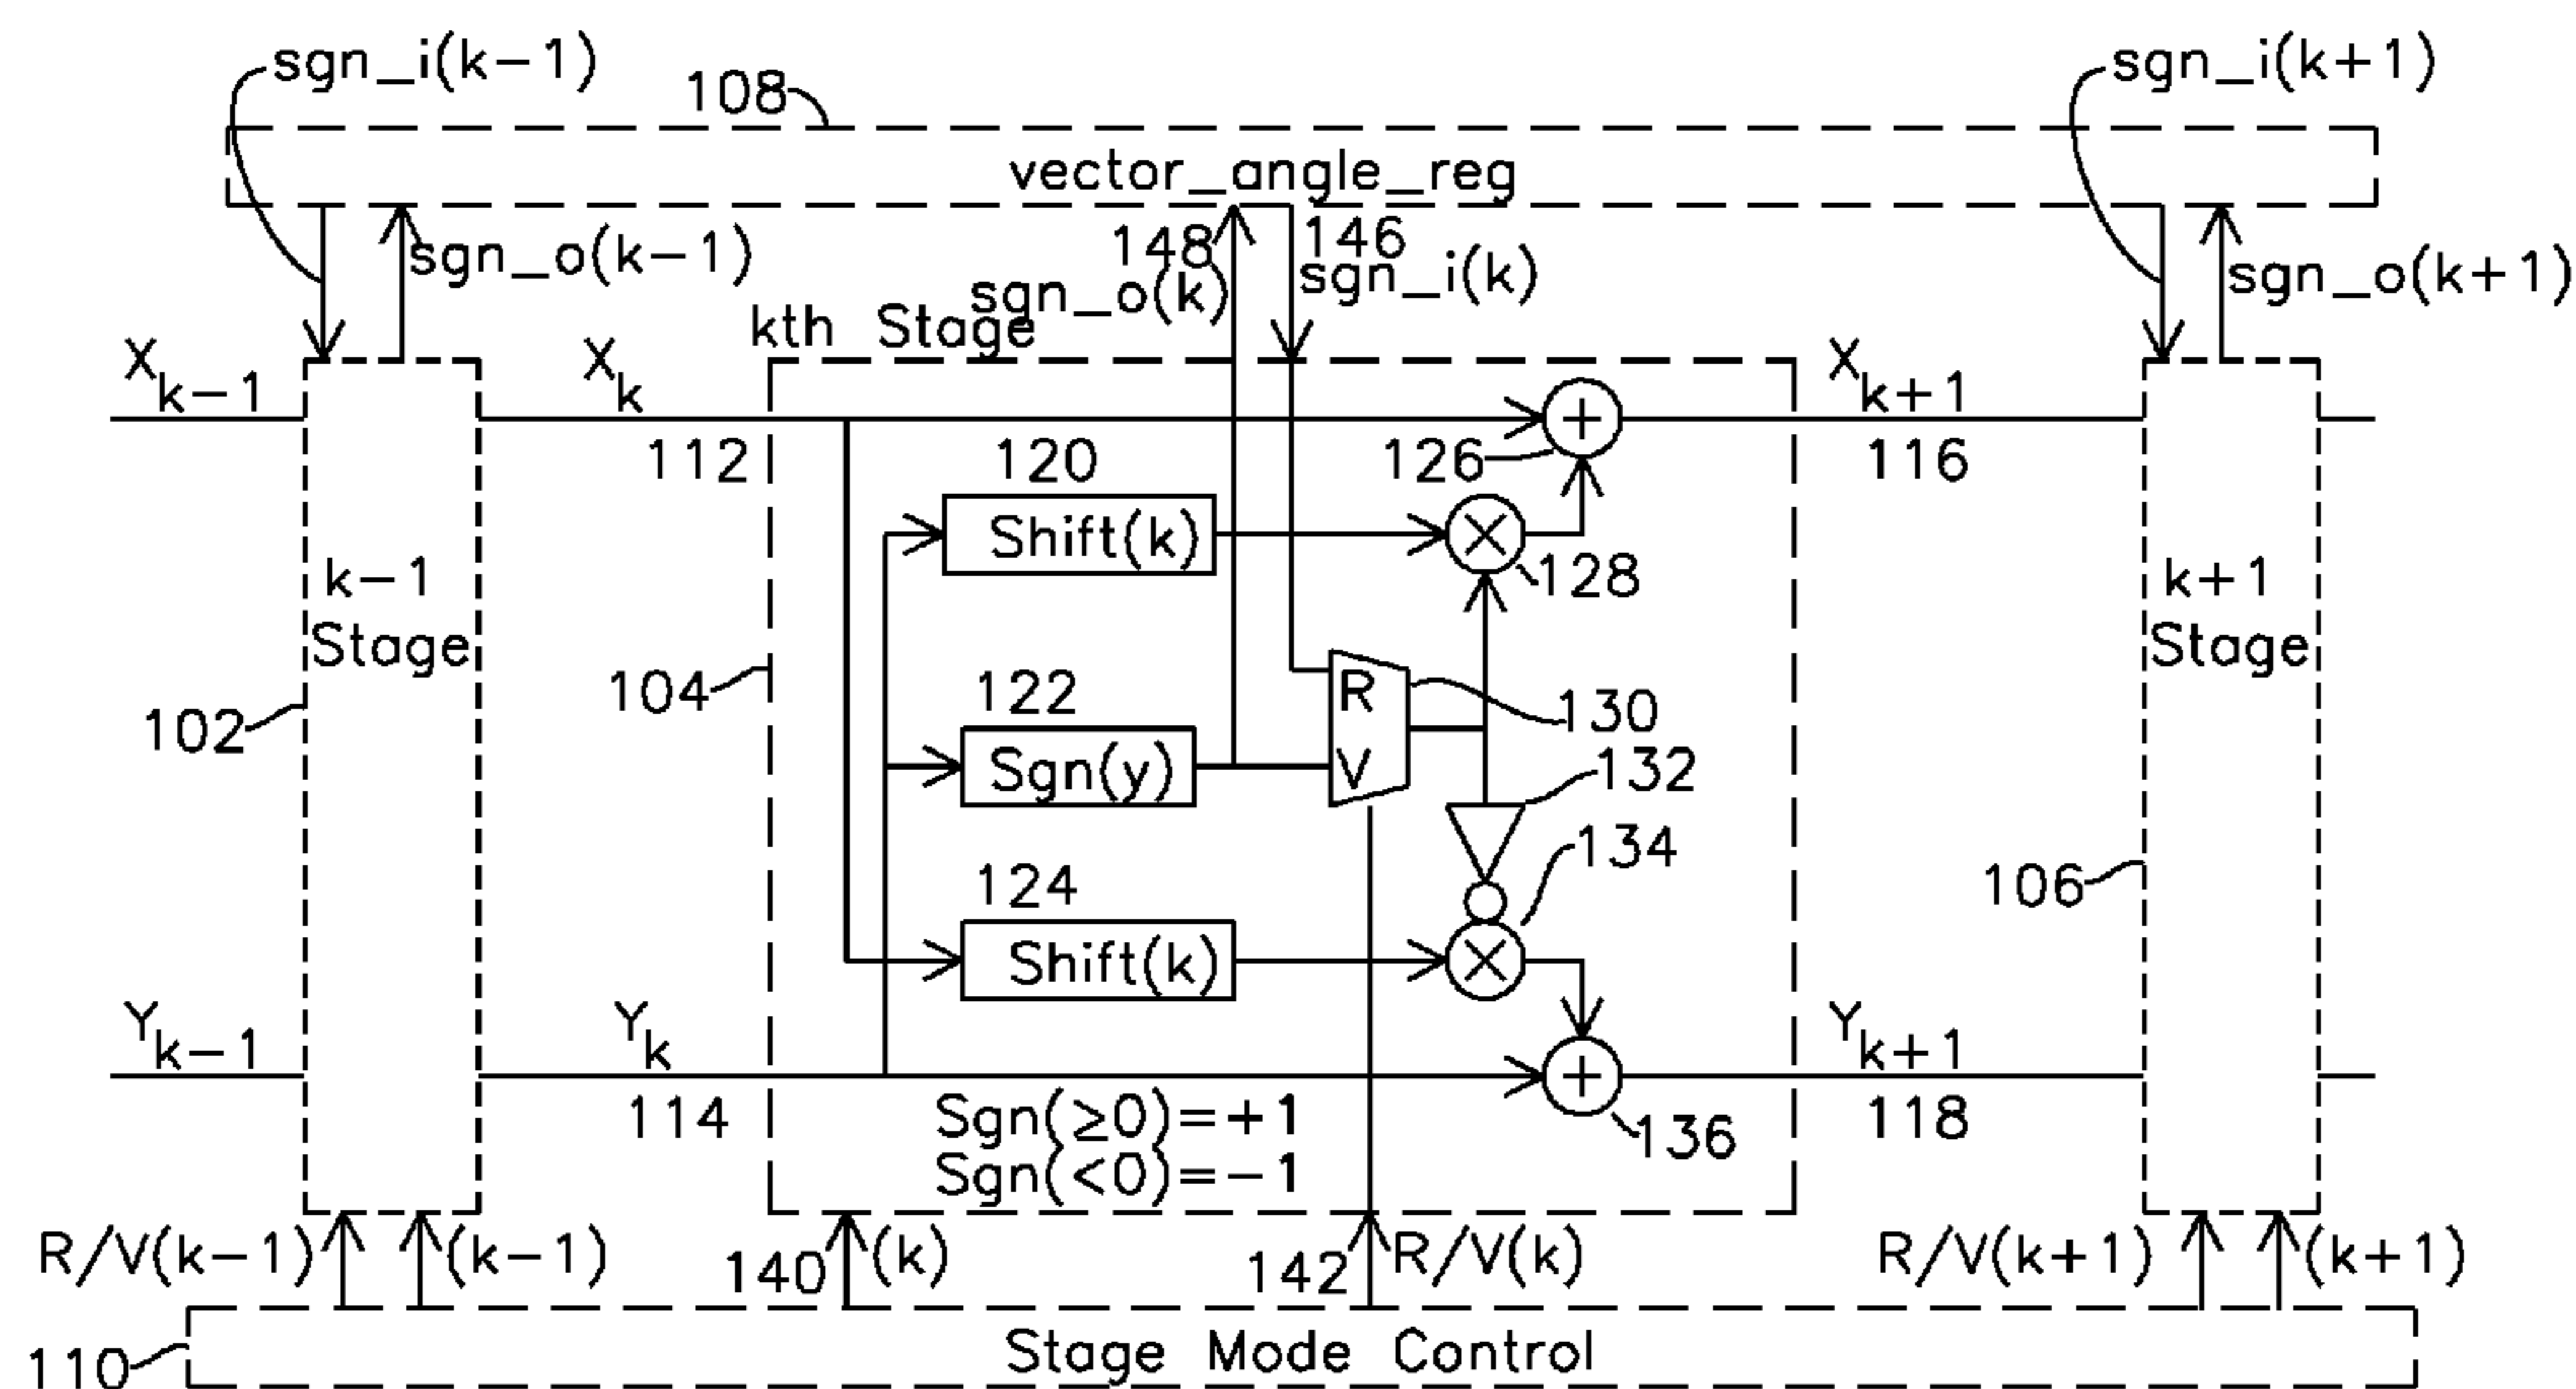 sgn_i(k-1)
108
sgn_i(k+1)
vector_angle_reg
sgn_o(k-1)
148
sgn_o(k)
146
sgn_i(k)
sgn_o(k+1)
kth Stage
X k-1
X k
X k+1
112
120
126
116
Shift(k)
128
k-1
Stage
k+1
Stage
102
104
122
R
V
130
Sgn(y)
132
134
124
106
Shift(k)
Y k-1
Y k
Y k+1
114
Sgn(≥0)=+1
Sgn(<0)=-1
136
118
R/V(k-1)
(k-1)
140
(k)
142
R/V(k)
R/V(k+1)
(k+1)
110
Stage Mode Control